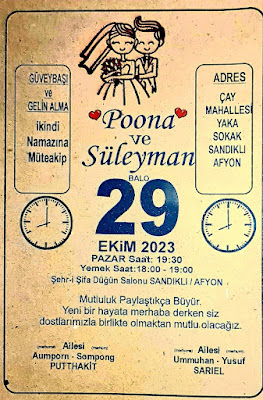 GÜVEYBAŞI
ve
GELİN ALMA
ikindi
Namazına
Müteakip
ADRES
ÇAY
MAHALLESİ
YAKA
SOKAK
SANDIKLI
AFYON
Poona
ve
Süleyman
BALO
29
EKİM 2023
PAZAR Saat: 19:30
Yemek Saat:18:00 - 19:00
Şehr-i Şifa Düğün Salonu SANDIKLI / AFYON
Mutluluk Paylaştıkça Büyür.
Yeni bir hayata merhaba derken siz
dostlarımızla birlikte olmaktan mutlu olacağız.
Ailesi
Aumporn - Sompong
PUTTHAKIT
Ailesi
Ummuhan - Yusuf
SARIEL